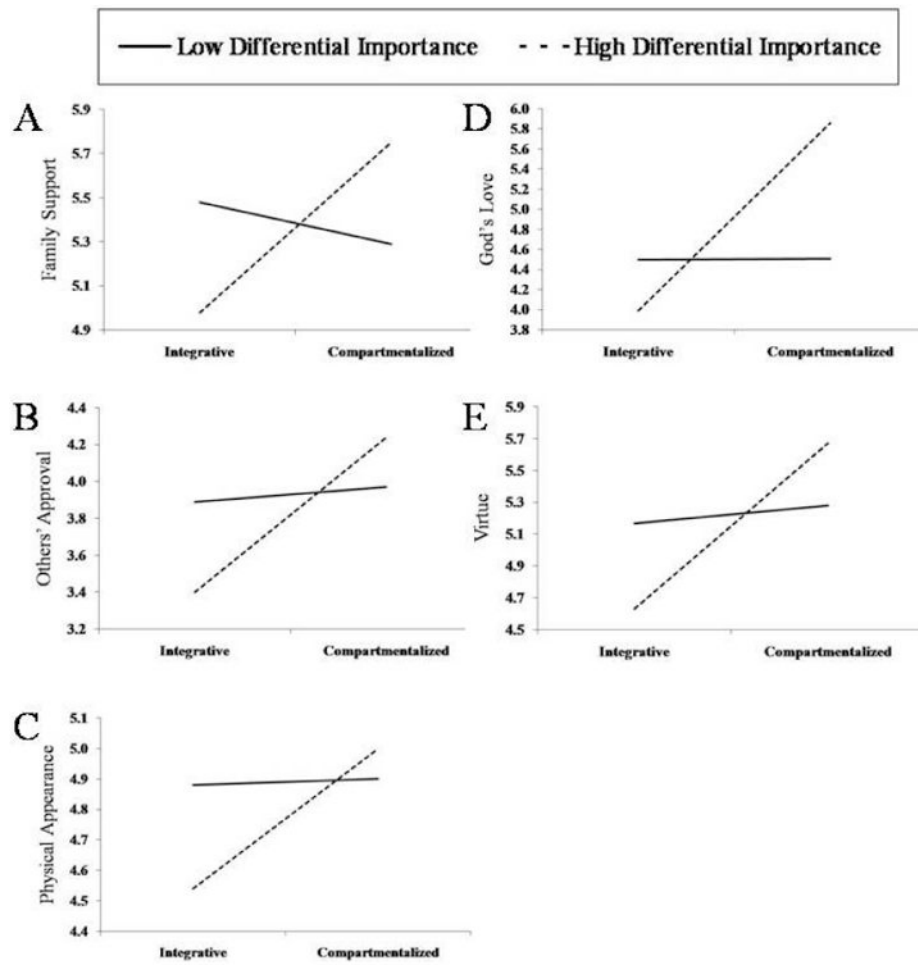 Low Differential Importance High Differential Importance
A
Family Support
5.9
5.7
5.5
5.3
5.1
4.9
Integrative Compartmentalized
D
God's Love
6.0
5.8
5.6
5.4
5.2
5.0
4.8
4.6
4.4
4.2
4.0
3.8
Integrative Compartmentalized
B
Others' Approval
4.4
4.2
4.0
3.8
3.6
3.4
3.2
Integrative Compartmentalized
E
Virtue
5.9
5.7
5.5
5.3
5.1
4.9
4.7
4.5
Integrative Compartmentalized
C
Physical Appearance
5.1
5.0
4.9
4.8
4.7
4.6
4.5
4.4
Integrative Compartmentalized